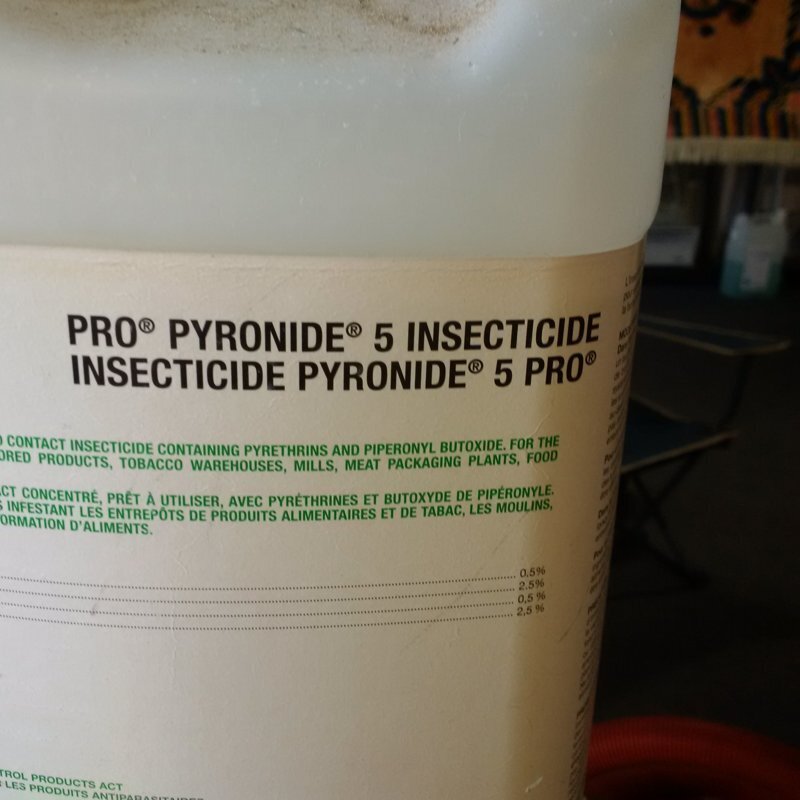 PRO® PYRONIDE® 5 INSECTICIDE
INSECTICIDE PYRONIDE® 5 PRO®
CONTACT INSECTICIDE CONTAINING PYRETHRINS AND PIPERONYL BUTOXIDE. FOR THE
ORED PRODUCTS, TOBACCO WAREHOUSES, MILLS, MEAT PACKAGING PLANTS, FOOD
CT CONCENTRÉ, PRÊT À UTILISER, AVEC PYRÉTHRINES ET BUTOXYDE DE PIPÉRONYLE.
INFESTANT LES ENTREPÔTS DE PRODUITS ALIMENTAIRES ET DE TABAC, LES MOULINS,
ORMATION D'ALIMENTS.
0.5%
2.5%
0,5 %
2,5 %
TROL PRODUCTS ACT
LES PRODUITS ANTIPARASITAIRES